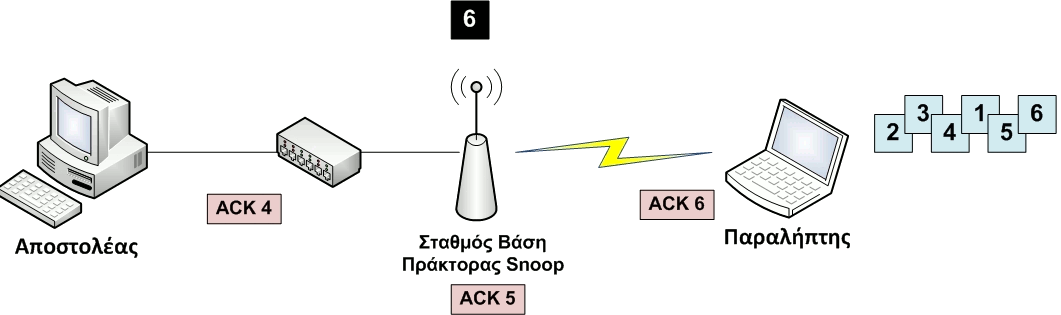 6
3
1
6
2
4
5
ACK 4
ACK 6
Αποστολέας
Σταθμός Βάση
Πράκτορας Snoop
Παραλήπτης
ACK 5